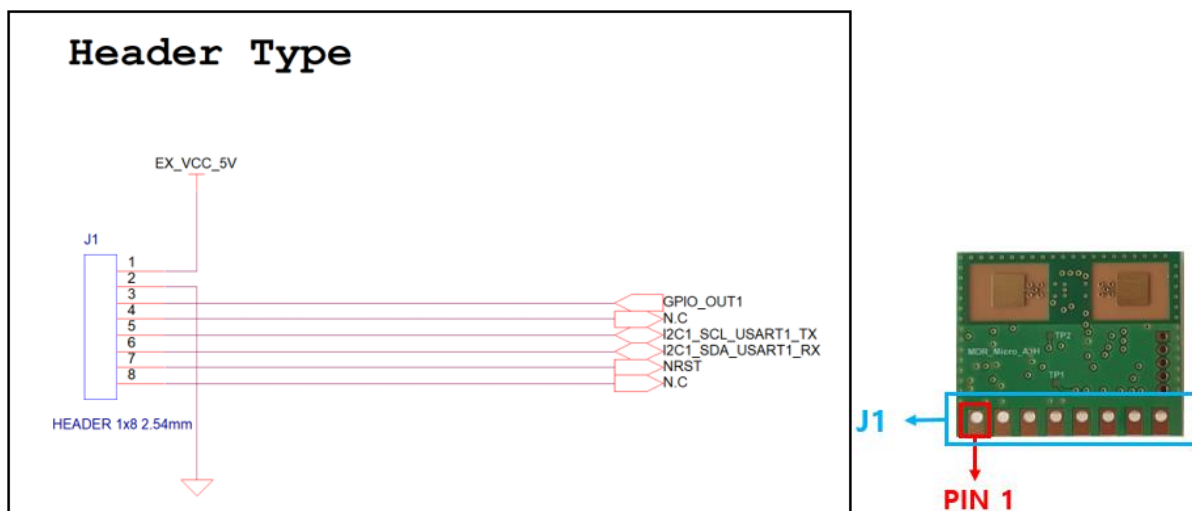 Header Type
EX_VCC_5V
J1
1
2
3
4
5
6
7
8
GPIO_OUT1
N.C
I2C1_SCL_USART1_TX
I2C1_SDA_USART1_RX
NRST
N.C
HEADER 1x8 2.54mm
TP2
MDR_Micro_A1H
TP1
J1
PIN 1